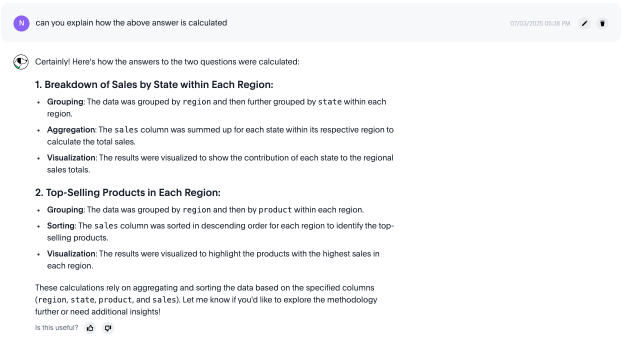 N can you explain how the above answer is calculated 07/03/2025 05:38 PM
Certainly! Here's how the answers to the two questions were calculated:
1. Breakdown of Sales by State within Each Region:
• Grouping: The data was grouped by region and then further grouped by state within each
region.
• Aggregation: The sales column was summed up for each state within its respective region to
calculate the total sales.
• Visualization: The results were visualized to show the contribution of each state to the regional
sales totals.
2. Top-Selling Products in Each Region:
• Grouping: The data was grouped by region and then by product within each region.
• Sorting: The sales column was sorted in descending order for each region to identify the top-
selling products.
• Visualization: The results were visualized to highlight the products with the highest sales in
each region.
These calculations rely on aggregating and sorting the data based on the specified columns
(region, state, product, and sales). Let me know if you'd like to explore the methodology
further or need additional insights!
Is this useful?